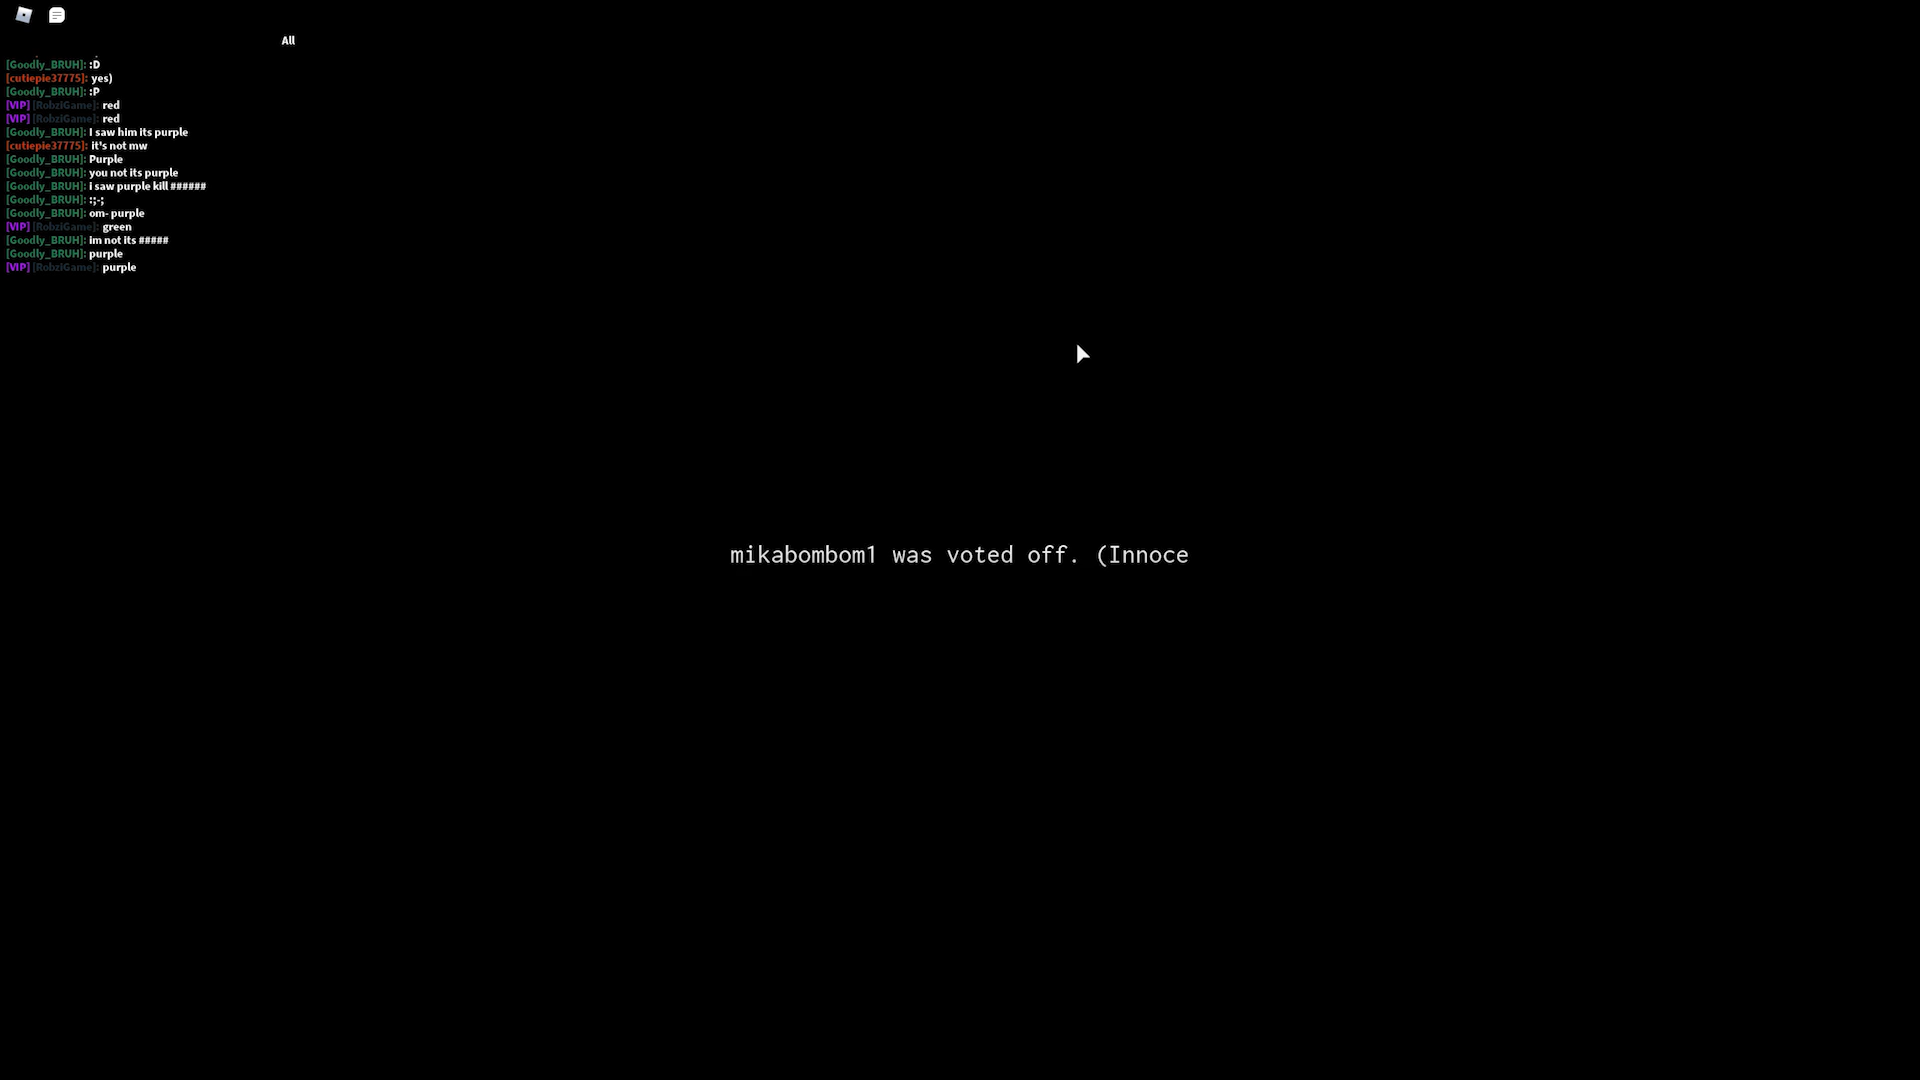 All
[Goodly_BRUH]: :D
[cutiepie37775]: yes)
[Goodly_BRUH]: :P
[VIP] [RobziGame]: red
[VIP] [RobziGame]: red
[Goodly_BRUH]: I saw him its purple
[cutiepie37775]: it's not mw
[Goodly_BRUH]: Purple
[Goodly_BRUH]: you not its purple
[Goodly_BRUH]: i saw purple kill ######
[Goodly_BRUH]: :;-;
[Goodly_BRUH]: om- purple
[VIP] [RobziGame]: green
[Goodly_BRUH]: im not its #####
[Goodly_BRUH]: purple
[VIP] [RobziGame]: purple
mikabombom1 was voted off. (Innoce